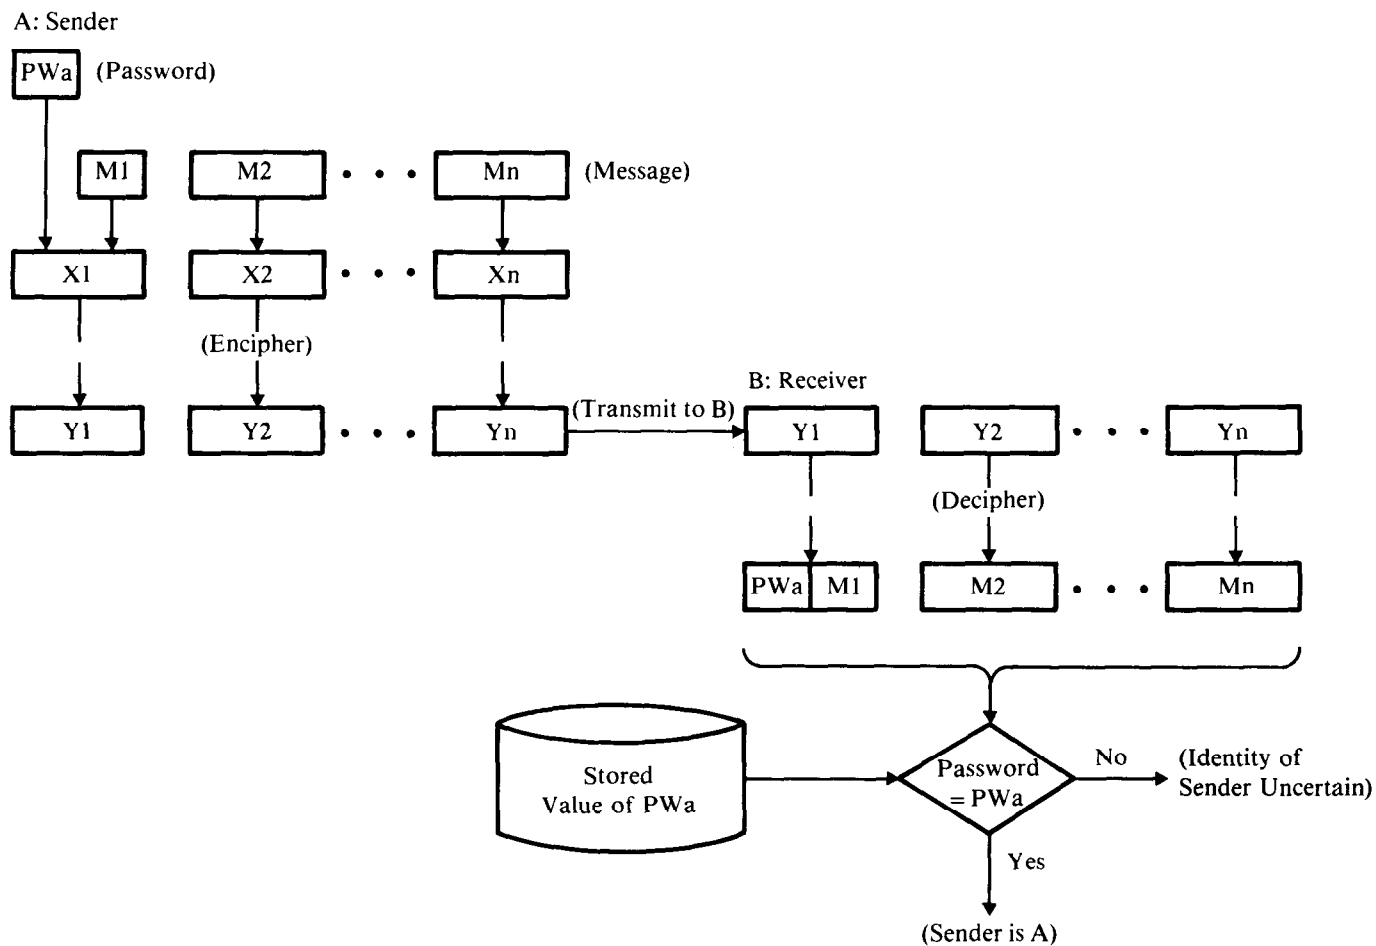 A: Sender
PWa (Password)
M1 M2 • • • Mn (Message)
X1 X2 • • • Xn
(Encipher)
Y1 Y2 • • • Yn
(Transmit to B)
B: Receiver
Y1 Y2 • • • Yn
(Decipher)
PWa M1 M2 • • • Mn
Stored
Value of PWa
Password
= PWa
No
(Identity of
Sender Uncertain)
Yes
(Sender is A)